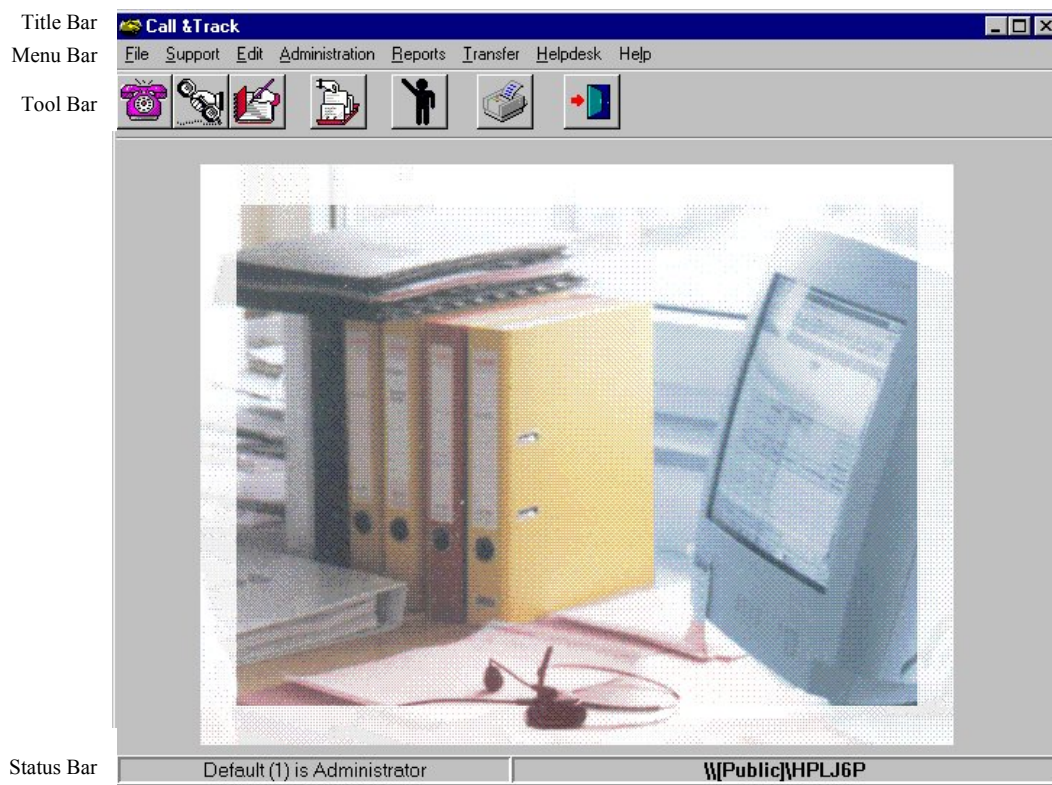 Title Bar
Call &Track
Menu Bar
File Support Edit Administration Reports Transfer Helpdesk Help
Tool Bar
Status Bar
Default (1) is Administrator
\\[Public]\HPLJ6P